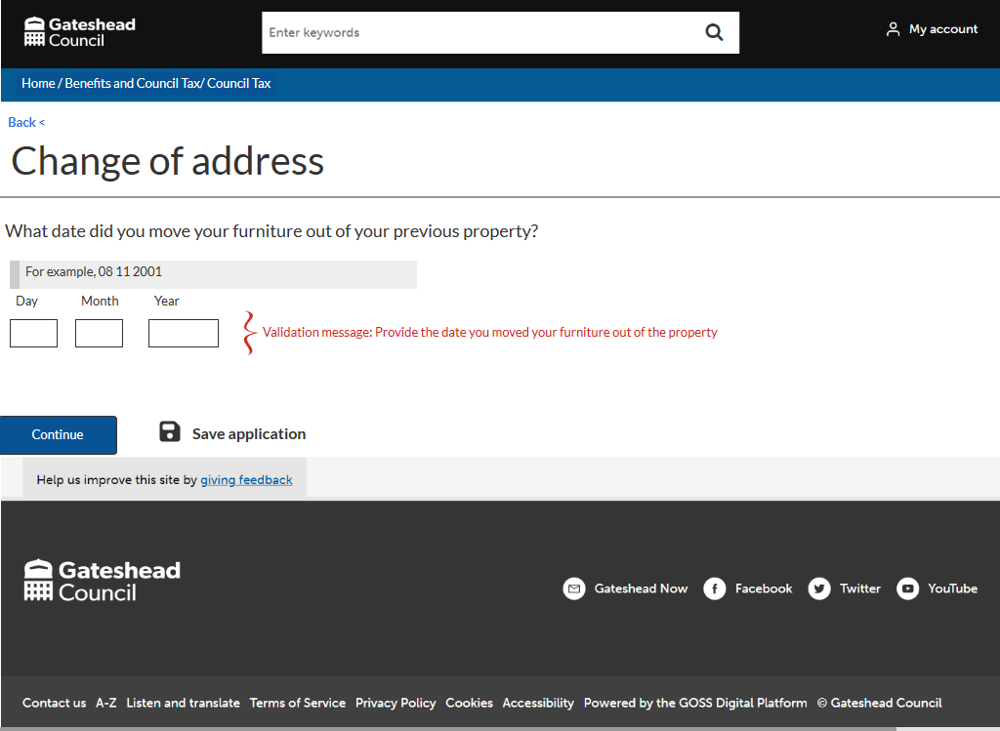 Gateshead
Council
Enter keywords
My account
Home / Benefits and Council Tax/ Council Tax
Back <
Change of address
What date did you move your furniture out of your previous property?
For example, 08 11 2001
Day Month Year
Validation message: Provide the date you moved your furniture out of the property
Continue
Save application
Help us improve this site by giving feedback
Gateshead
Council
Gateshead Now Facebook Twitter YouTube
Contact us A-Z Listen and translate Terms of Service Privacy Policy Cookies Accessibility Powered by the GOSS Digital Platform © Gateshead Council